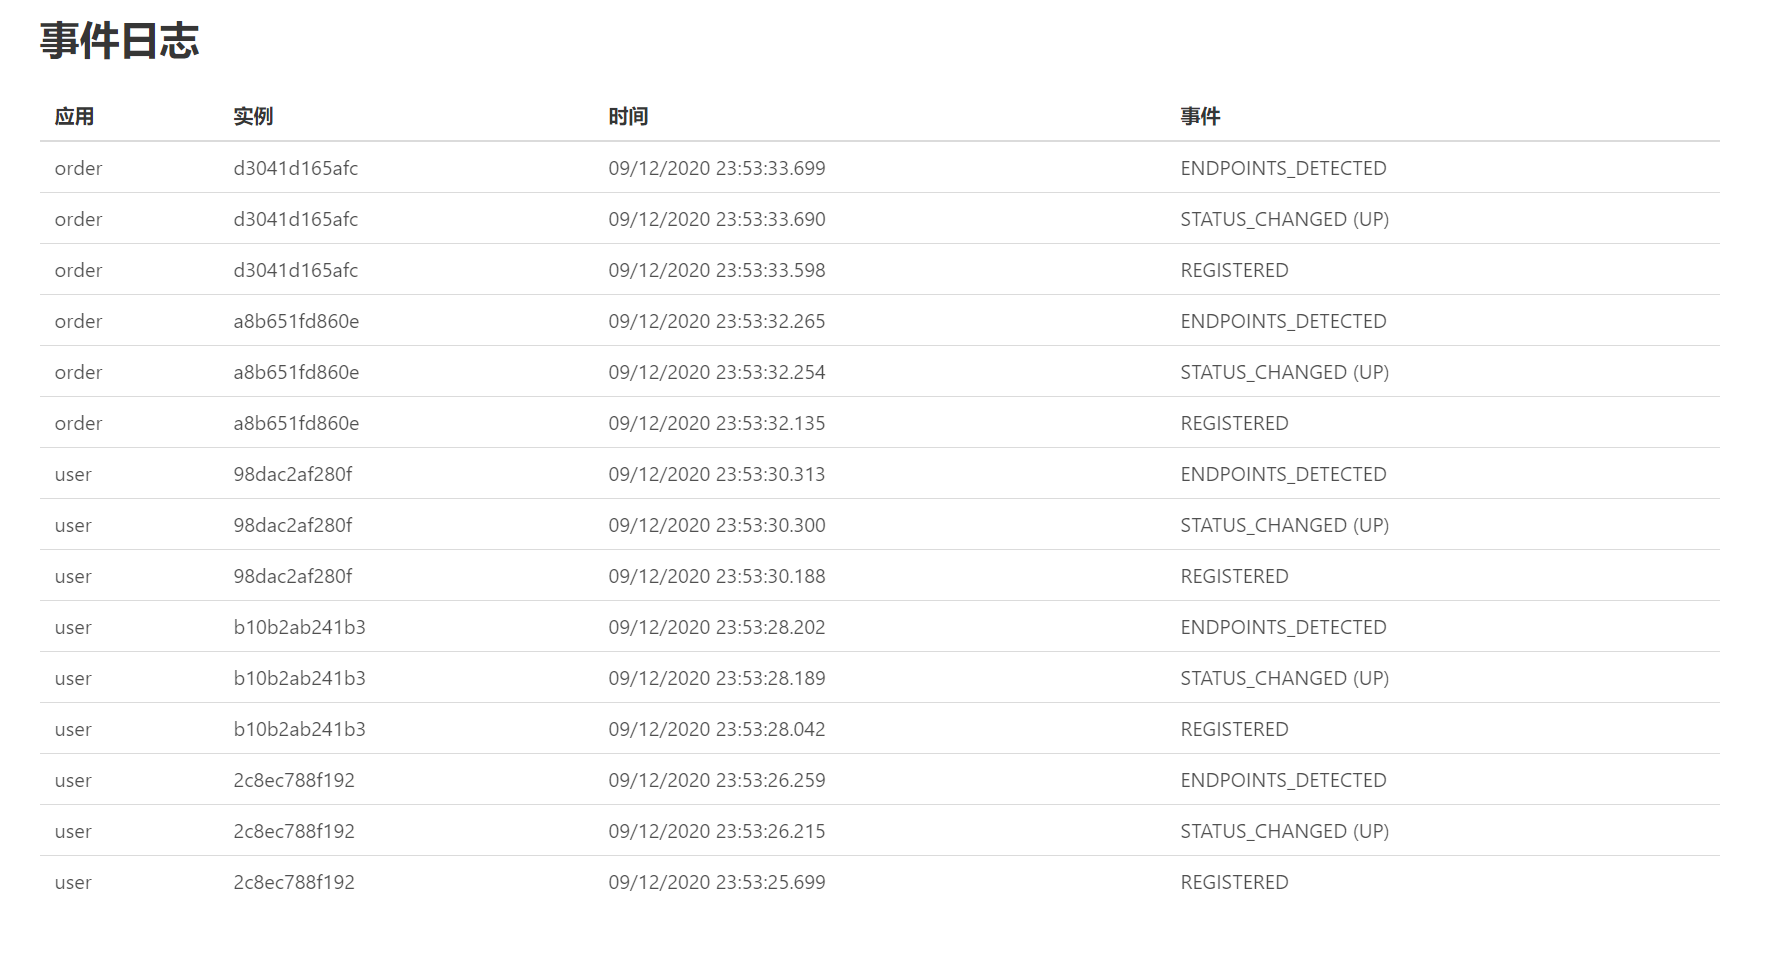 事件日志
应用 实例 时间 事件
order d3041d165afc 09/12/2020 23:53:33.699 ENDPOINTS_DETECTED
order d3041d165afc 09/12/2020 23:53:33.690 STATUS_CHANGED (UP)
order d3041d165afc 09/12/2020 23:53:33.598 REGISTERED
order a8b651fd860e 09/12/2020 23:53:32.265 ENDPOINTS_DETECTED
order a8b651fd860e 09/12/2020 23:53:32.254 STATUS_CHANGED (UP)
order a8b651fd860e 09/12/2020 23:53:32.135 REGISTERED
user 98dac2af280f 09/12/2020 23:53:30.313 ENDPOINTS_DETECTED
user 98dac2af280f 09/12/2020 23:53:30.300 STATUS_CHANGED (UP)
user 98dac2af280f 09/12/2020 23:53:30.188 REGISTERED
user b10b2ab241b3 09/12/2020 23:53:28.202 ENDPOINTS_DETECTED
user b10b2ab241b3 09/12/2020 23:53:28.189 STATUS_CHANGED (UP)
user b10b2ab241b3 09/12/2020 23:53:28.042 REGISTERED
user 2c8ec788f192 09/12/2020 23:53:26.259 ENDPOINTS_DETECTED
user 2c8ec788f192 09/12/2020 23:53:26.215 STATUS_CHANGED (UP)
user 2c8ec788f192 09/12/2020 23:53:25.699 REGISTERED